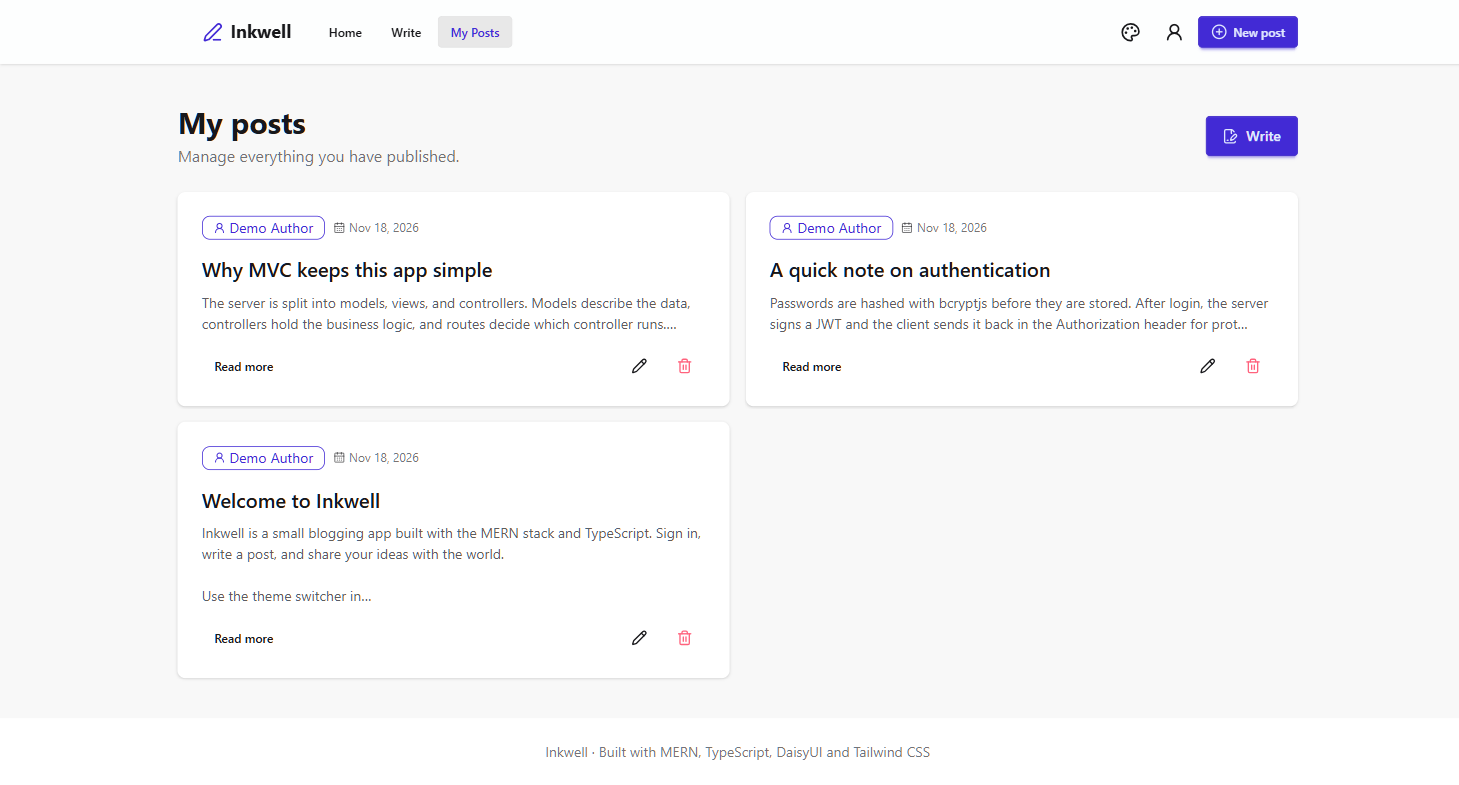 Inkwell
Home
Write
My Posts
New post
My posts
Manage everything you have published.
Write
Demo Author
Nov 18, 2026
Why MVC keeps this app simple
The server is split into models, views, and controllers. Models describe the data,
controllers hold the business logic, and routes decide which controller runs....
Read more
Demo Author
Nov 18, 2026
A quick note on authentication
Passwords are hashed with bcryptjs before they are stored. After login, the server
signs a JWT and the client sends it back in the Authorization header for prot...
Read more
Demo Author
Nov 18, 2026
Welcome to Inkwell
Inkwell is a small blogging app built with the MERN stack and TypeScript. Sign in,
write a post, and share your ideas with the world.
Use the theme switcher in...
Read more
Inkwell · Built with MERN, TypeScript, DaisyUI and Tailwind CSS